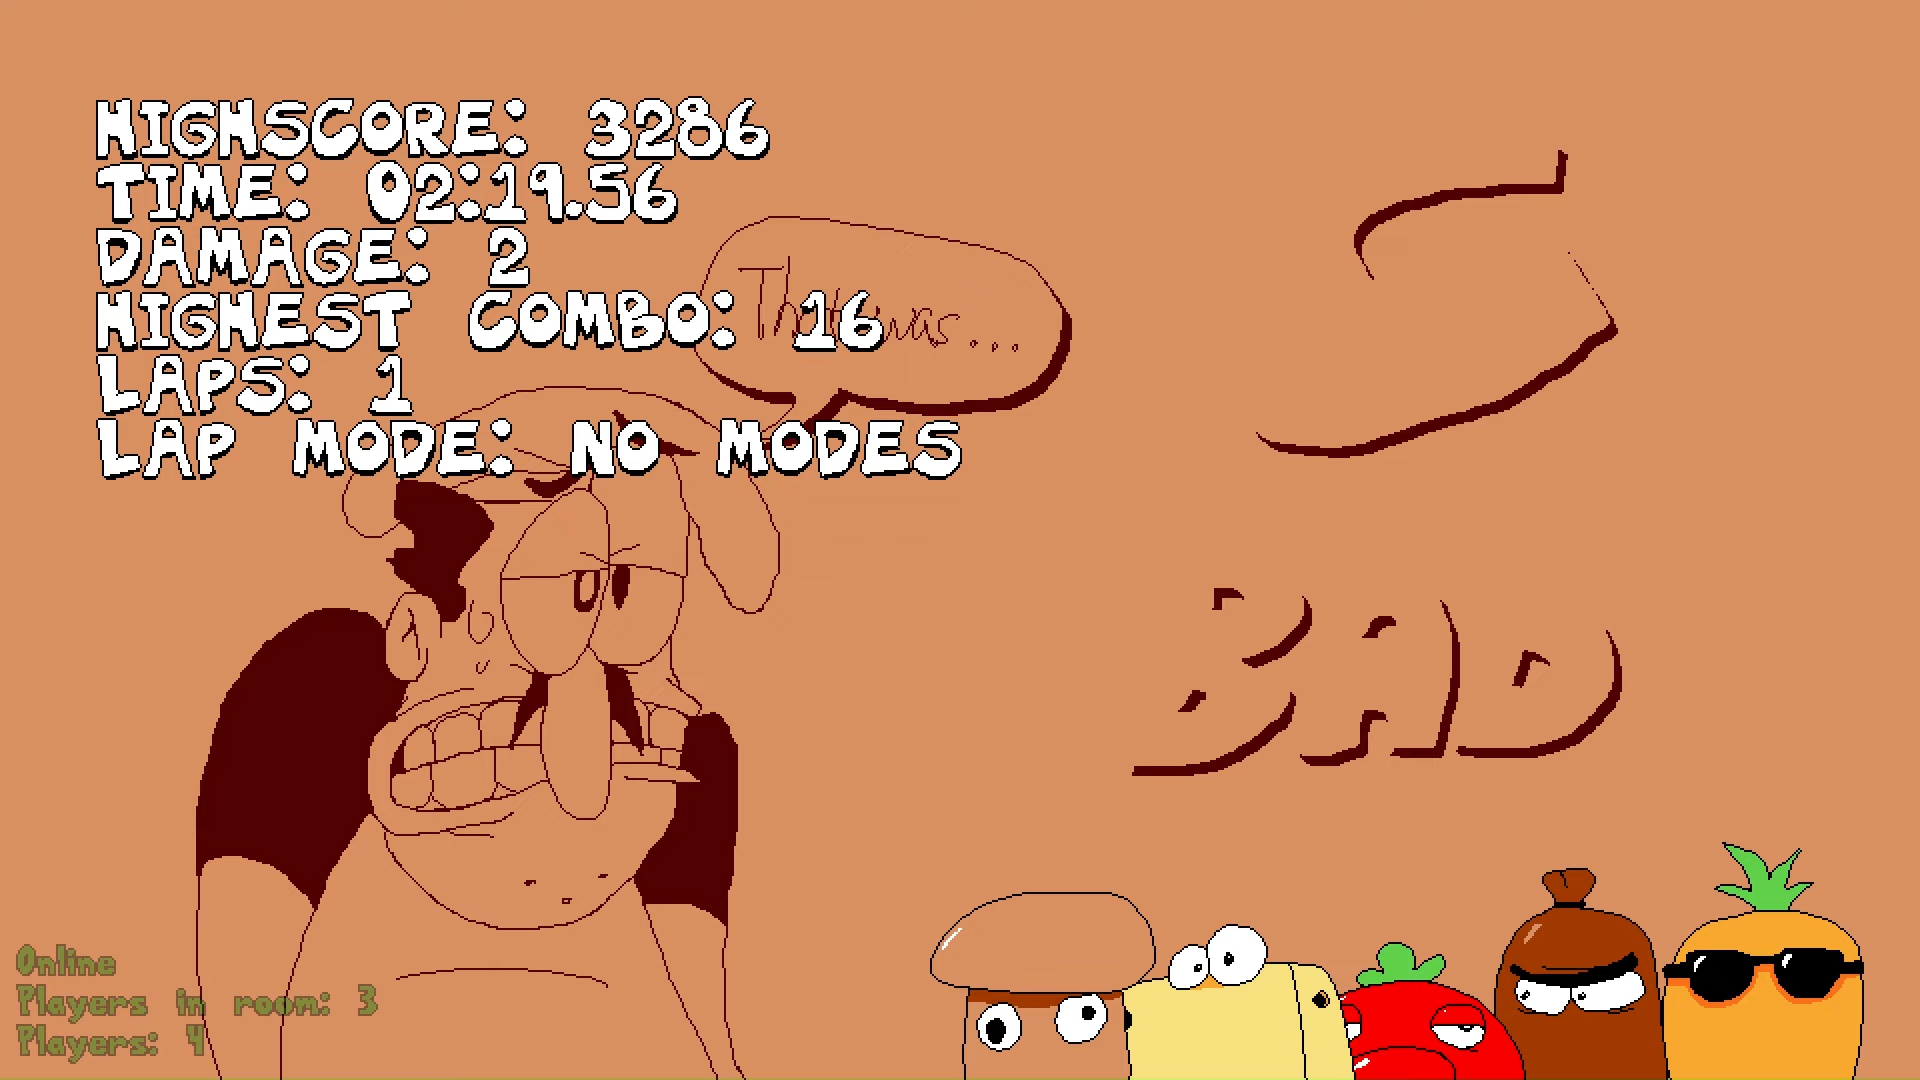 HIGHSCORE: 3286
TIME: 02:19.56
DAMAGE: 2
HIGHEST COMBO: 16
LAPS: 1
LAP MODE: NO MODES
That was...
S
BAD
Online
Players in room: 3
Players: 4